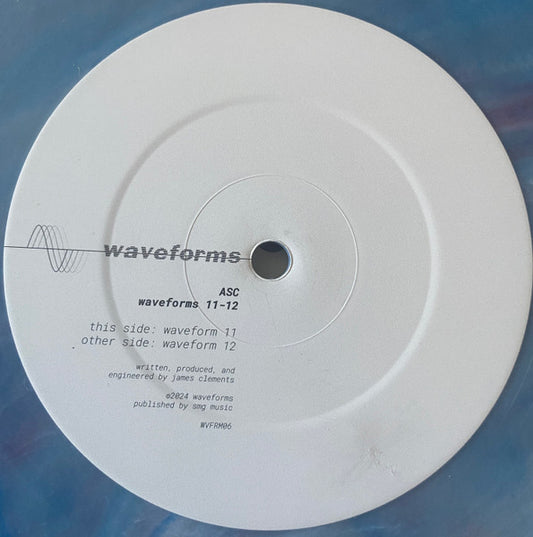 waveforms
ASC
waveforms 11-12
this side: waveform 11
other side: waveform 12
written, produced, and
engineered by james clements
©2024 waveforms
published by smg music
WVFRM06